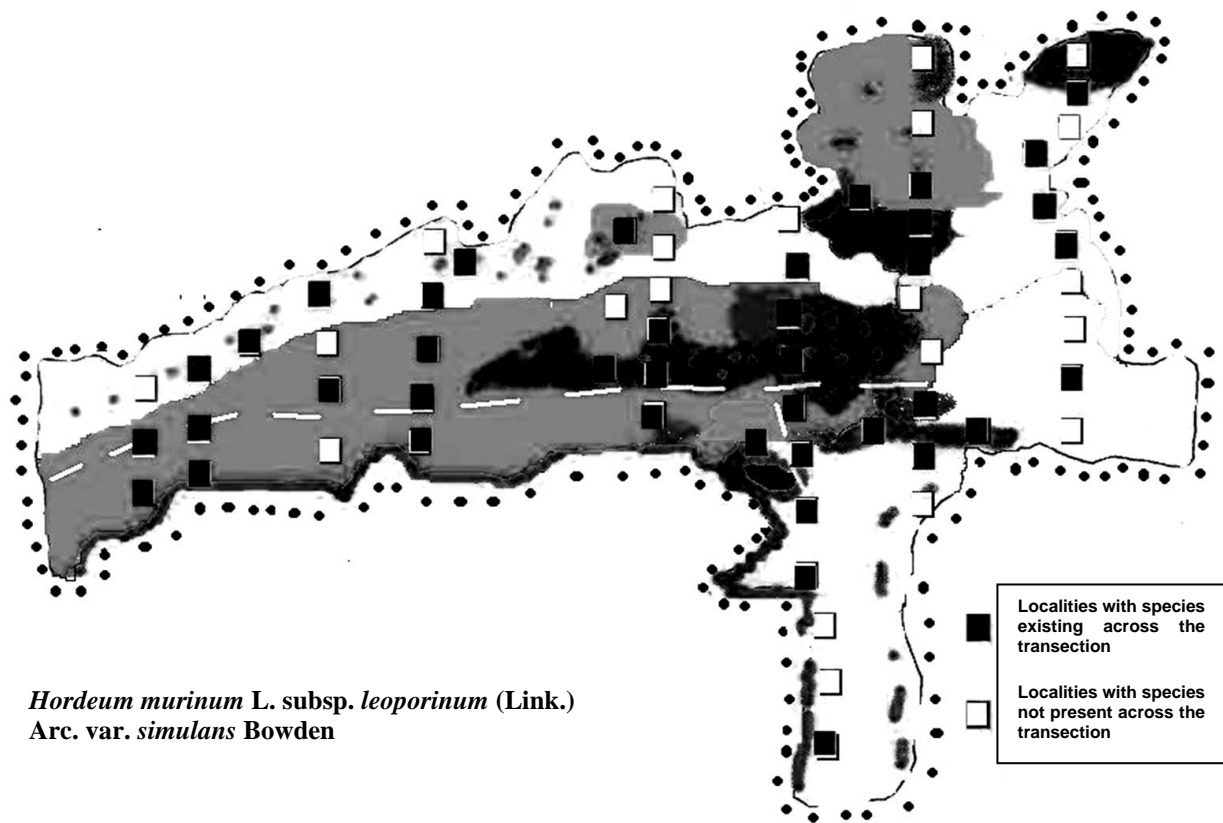 Localities with species
existing across the
transection
Localities with species
not present across the
transection
Hordeum murinum L. subsp. leoporinum (Link.)
Arc. var. simulans Bowden